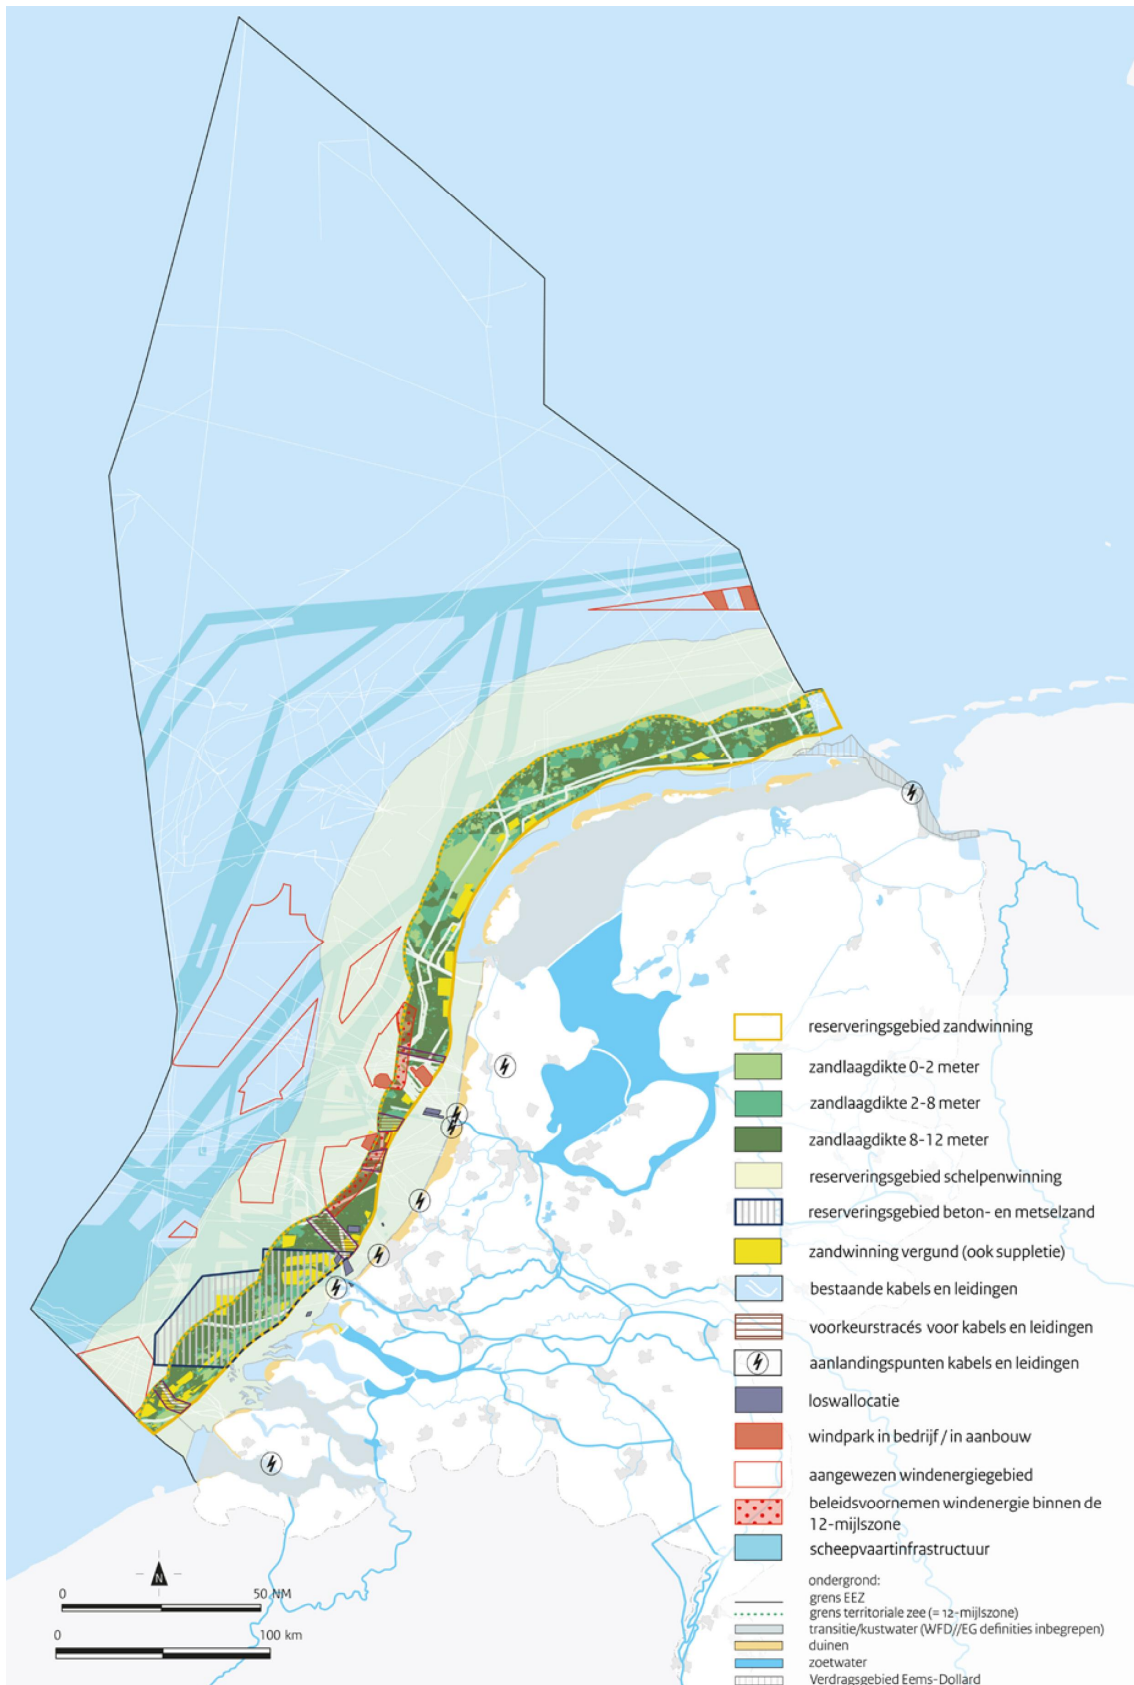 reserveringsgebied zandwinning
zandlaagdikte 0-2 meter
zandlaagdikte 2-8 meter
zandlaagdikte 8-12 meter
reserveringsgebied schelpenwinning
reserveringsgebied beton- en metselzand
zandwinning vergund (ook suppletie)
bestaande kabels en leidingen
voorkeurstracés voor kabels en leidingen
aanlandingspunten kabels en leidingen
loswallocatie
windpark in bedrijf / in aanbouw
aangewezen windenergiegebied
beleidsvoornemen windenergie binnen de
12-mijlszone
scheepvaartinfrastructuur
ondergrond:
grens EEZ
grens territoriale zee (= 12-mijlszone)
transitie/kustwater (WFD//EG definities inbegrepen)
duinen
zoetwater
Verdragsgebied Eems-Dollard
N
0 50 NM
0 100 km